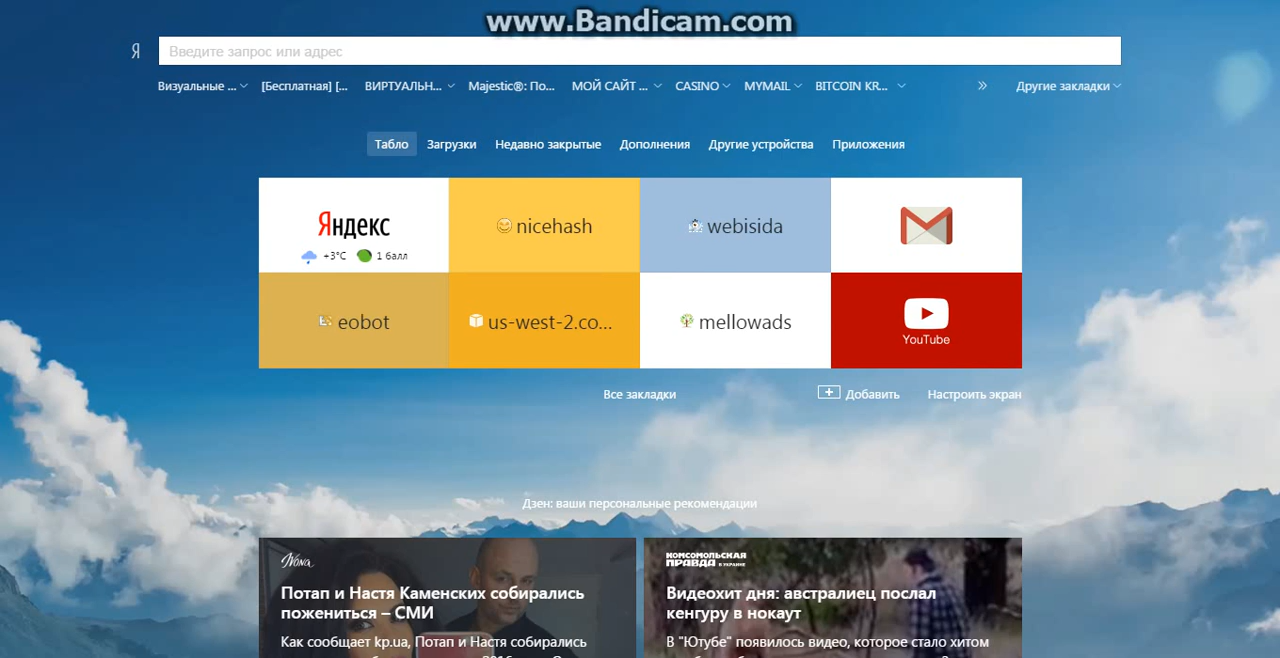 www.Bandicam.com
Я Введите запрос или адрес
Визуальные ... [Бесплатная] [... ВИРТУАЛЬН... Majestic®: По... МОЙ САЙТ ... CASINO MYMAIL BITCOIN KR... » Другие закладки
Табло Загрузки Недавно закрытые Дополнения Другие устройства Приложения
Яндекс nicehash webisida
+3°C 1 балл
eobot us-west-2.co... mellowads YouTube
Все закладки Добавить Настроить экран
Дзен: ваши персональные рекомендации
Nona
Потап и Настя Каменских собирались
пожениться – СМИ
Как сообщает kp.ua, Потап и Настя собирались
КОМСОМОЛЬСКАЯ
ПРАВДА В УКРАИНЕ
Видеохит дня: австралиец послал
кенгуру в нокаут
В "Ютубе" появилось видео, которое стало хитом